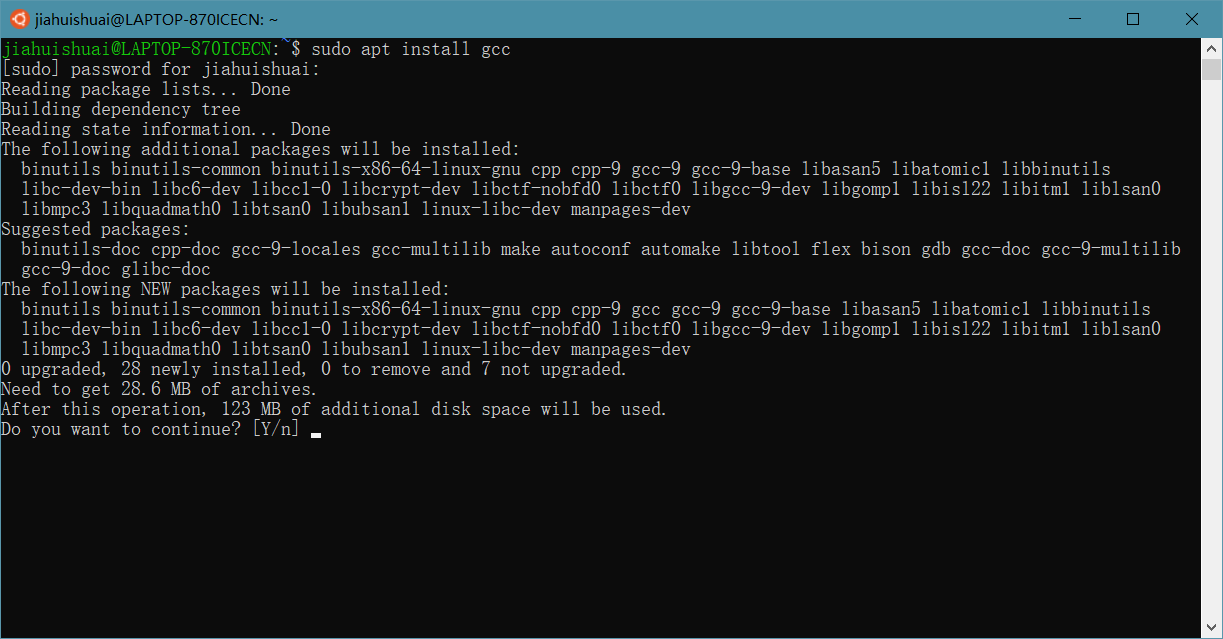 jiahuishuai@LAPTOP-870ICECN: ~
jiahuishuai@LAPTOP-870ICECN:~$ sudo apt install gcc
[sudo] password for jiahuishuai:
Reading package lists... Done
Building dependency tree
Reading state information... Done
The following additional packages will be installed:
  binutils binutils-common binutils-x86-64-linux-gnu cpp cpp-9 gcc-9 gcc-9-base libasan5 libatomic1 libbinutils
  libc-dev-bin libc6-dev libcc1-0 libcrypt-dev libctf-nobfd0 libctf0 libgcc-9-dev libgomp1 libisl22 libitm1 liblsan0
  libmpc3 libquadmath0 libtsan0 libubsan1 linux-libc-dev manpages-dev
Suggested packages:
  binutils-doc cpp-doc gcc-9-locales gcc-multilib make autoconf automake libtool flex bison gdb gcc-doc gcc-9-multilib
  gcc-9-doc glibc-doc
The following NEW packages will be installed:
  binutils binutils-common binutils-x86-64-linux-gnu cpp cpp-9 gcc gcc-9 gcc-9-base libasan5 libatomic1 libbinutils
  libc-dev-bin libc6-dev libcc1-0 libcrypt-dev libctf-nobfd0 libctf0 libgcc-9-dev libgomp1 libisl22 libitm1 liblsan0
  libmpc3 libquadmath0 libtsan0 libubsan1 linux-libc-dev manpages-dev
0 upgraded, 28 newly installed, 0 to remove and 7 not upgraded.
Need to get 28.6 MB of archives.
After this operation, 123 MB of additional disk space will be used.
Do you want to continue? [Y/n]